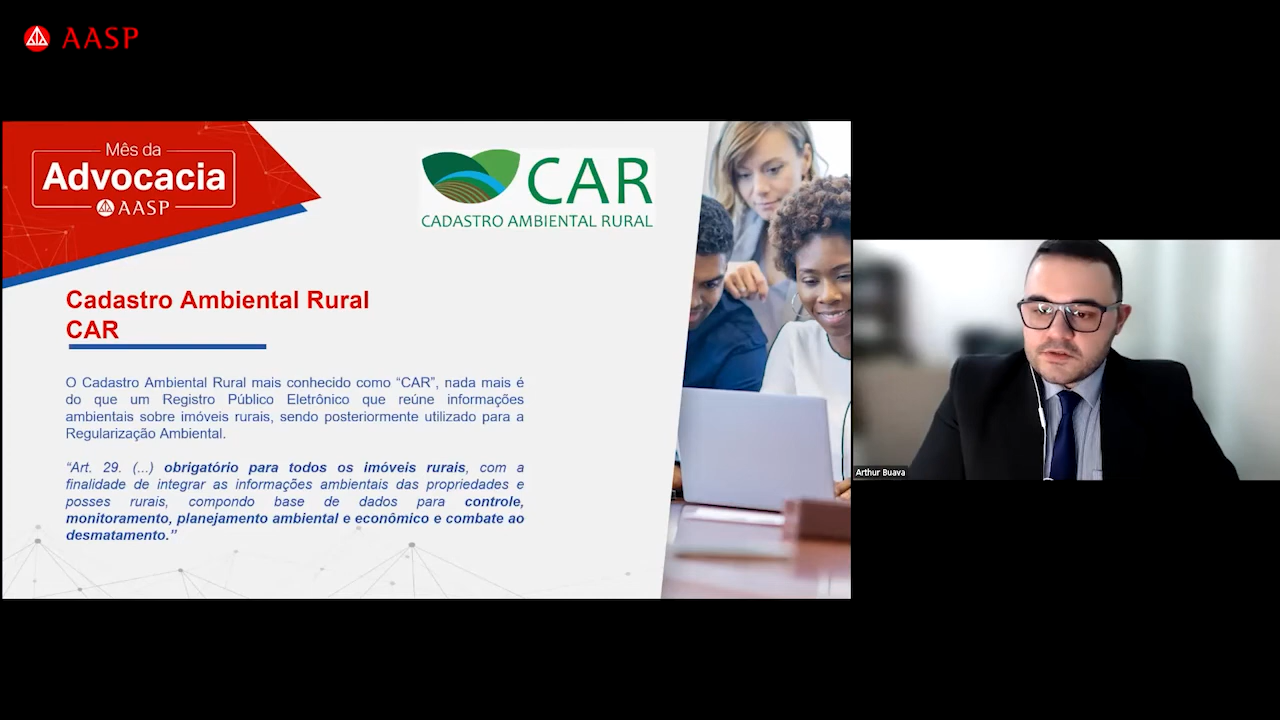 AASP
Mês da
Advocacia
AASP
CAR
CADASTRO AMBIENTAL RURAL
Cadastro Ambiental Rural
CAR
O Cadastro Ambiental Rural mais conhecido como “CAR”, nada mais é
do que um Registro Público Eletrônico que reúne informações
ambientais sobre imóveis rurais, sendo posteriormente utilizado para a
Regularização Ambiental.
“Art. 29. (...) obrigatório para todos os imóveis rurais, com a
finalidade de integrar as informações ambientais das propriedades e
posses rurais, compondo base de dados para controle,
monitoramento, planejamento ambiental e econômico e combate ao
desmatamento.”
Arthur Buava